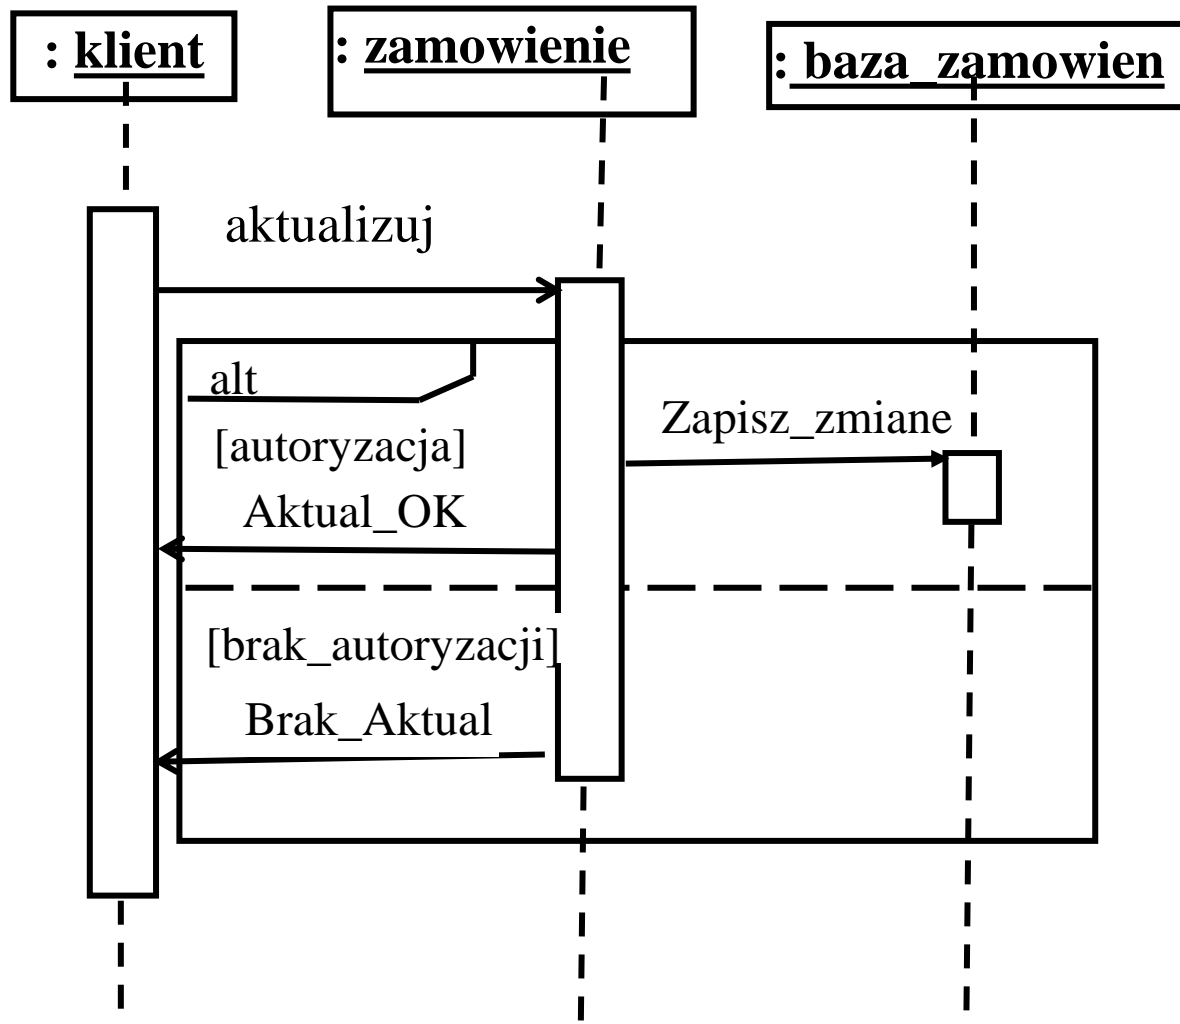 : klient
: zamowienie
: baza_zamowien
aktualizuj
alt
Zapisz_zmiane
[autoryzacja]
Aktual_OK
[brak_autoryzacji]
Brak_Aktual